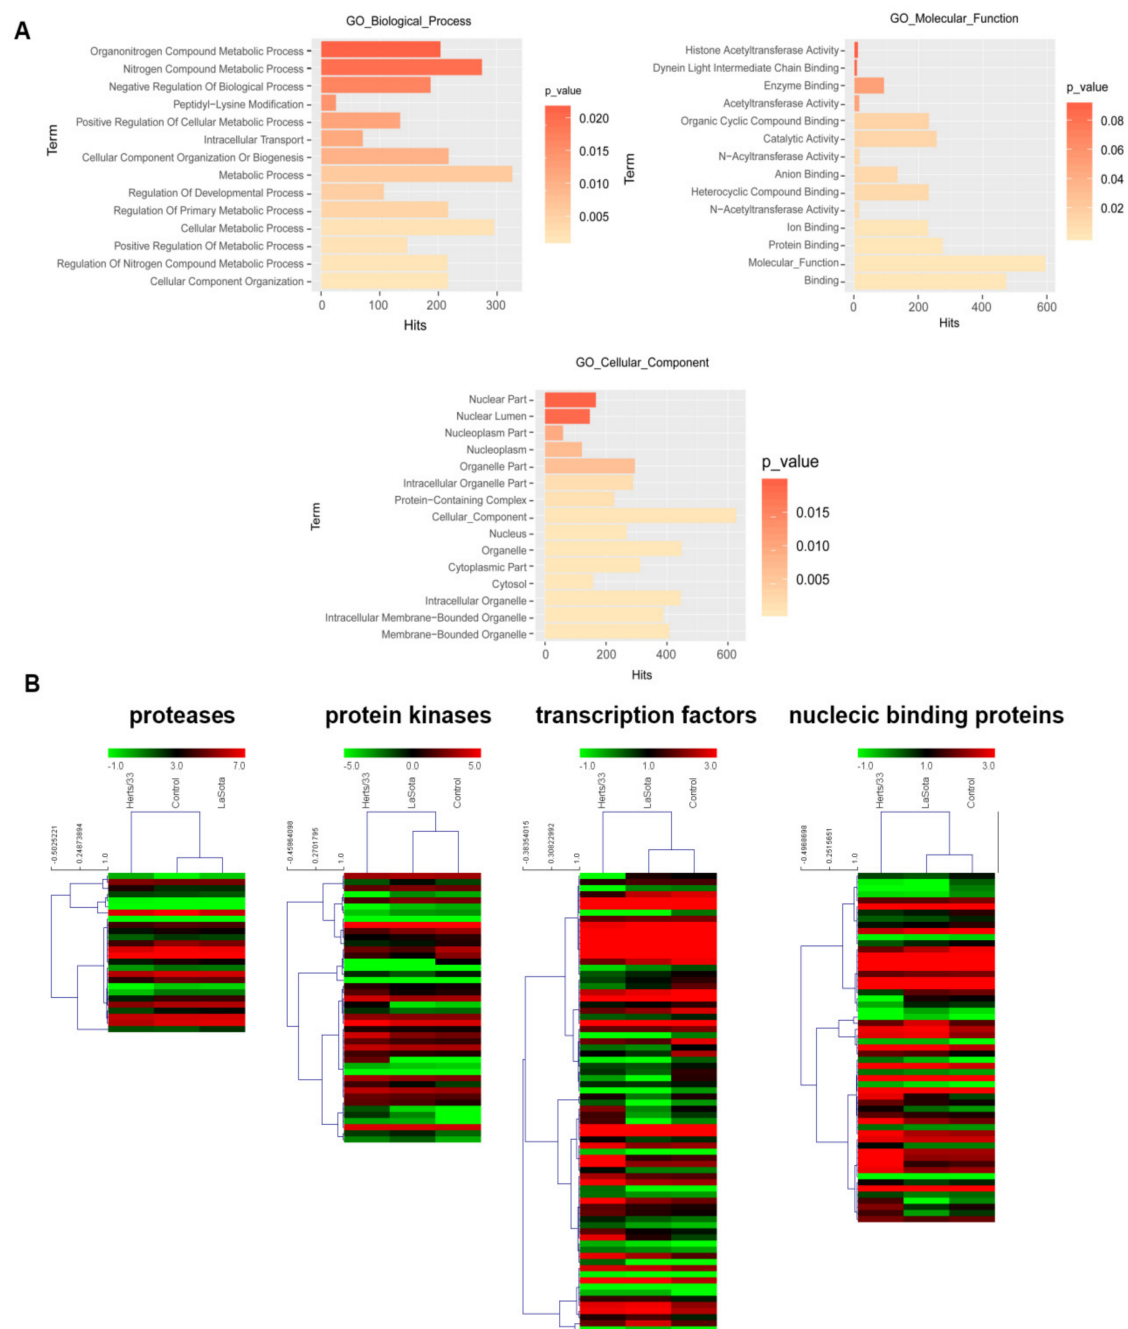 A
GO_Biological_Process
Organonitrogen Compound Metabolic Process
Nitrogen Compound Metabolic Process
Negative Regulation Of Biological Process
Peptidyl-Lysine Modification
Positive Regulation Of Cellular Metabolic Process
Intracellular Transport
Cellular Component Organization Or Biogenesis
Metabolic Process
Regulation Of Developmental Process
Regulation Of Primary Metabolic Process
Cellular Metabolic Process
Positive Regulation Of Metabolic Process
Regulation Of Nitrogen Compound Metabolic Process
Cellular Component Organization
Term
0 100 200 300
Hits
p_value
0.020
0.015
0.010
0.005
GO_Molecular_Function
Histone Acetyltransferase Activity
Dynein Light Intermediate Chain Binding
Enzyme Binding
Acetyltransferase Activity
Organic Cyclic Compound Binding
Catalytic Activity
N-Acyltransferase Activity
Anion Binding
Heterocyclic Compound Binding
N-Acetyltransferase Activity
Ion Binding
Protein Binding
Molecular_Function
Binding
Term
0 200 400 600
Hits
p_value
0.08
0.06
0.04
0.02
GO_Cellular_Component
Nuclear Part
Nuclear Lumen
Nucleoplasm Part
Nucleoplasm
Organelle Part
Intracellular Organelle Part
Protein-Containing Complex
Cellular_Component
Nucleus
Organelle
Cytoplasmic Part
Cytosol
Intracellular Organelle
Intracellular Membrane-Bounded Organelle
Membrane-Bounded Organelle
Term
0 200 400 600
Hits
p_value
0.015
0.010
0.005
B
proteases
-1.0 3.0 7.0
Herts/33 Control LaSota
-0.5025221 0.24873894 1.0
protein kinases
-5.0 0.0 5.0
Herts/33 LaSota Control
-0.45964098 0.2701795 1.0
transcription factors
-1.0 1.0 3.0
Herts/33 LaSota Control
-0.38354015 0.30822992 1.0
nuclecic binding proteins
-1.0 1.0 3.0
Herts/33 LaSota Control
-0.4968698 0.2515651 1.0